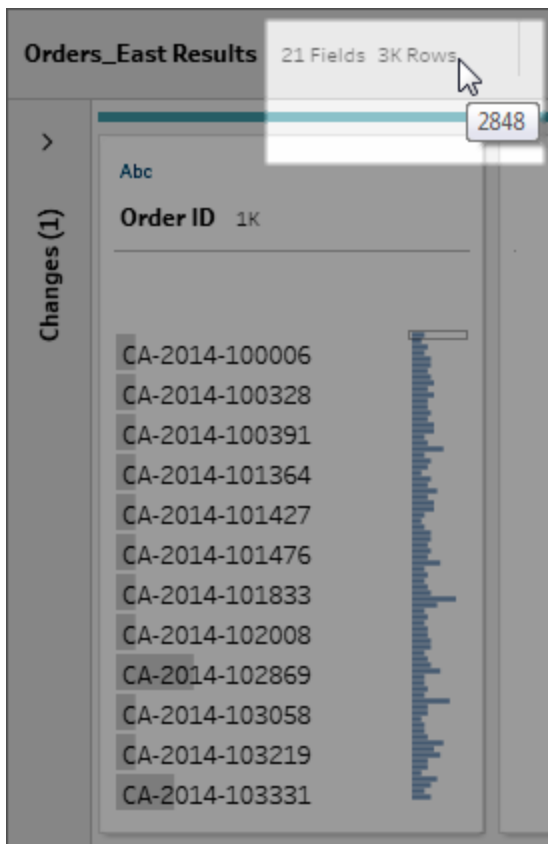 Orders_East Results 21 Fields 3K Rows
2848
Changes (1)
Abc
Order ID 1K
CA-2014-100006
CA-2014-100328
CA-2014-100391
CA-2014-101364
CA-2014-101427
CA-2014-101476
CA-2014-101833
CA-2014-102008
CA-2014-102869
CA-2014-103058
CA-2014-103219
CA-2014-103331